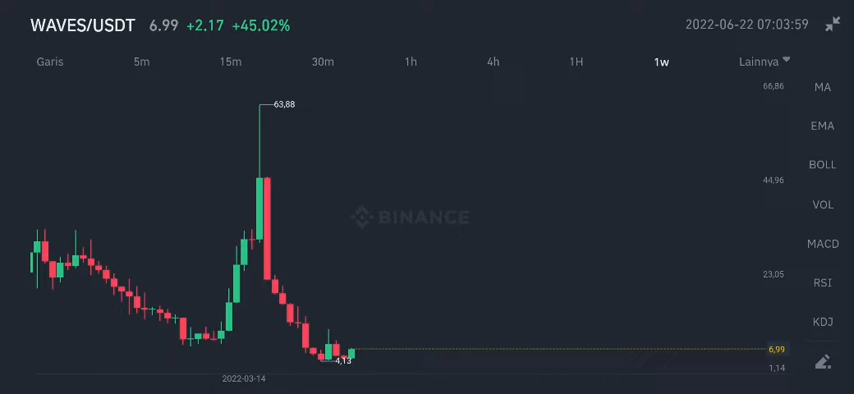 WAVES/USDT 6.99 +2.17 +45.02% 2022-06-22 07:03:59
Garis 5m 15m 30m 1h 4h 1H 1w Lainnya
66,86
MA
63,88
EMA
BOLL
44,96
VOL
BINANCE
MACD
23,05
RSI
KDJ
6,99
4,13
1,14
2022-03-14